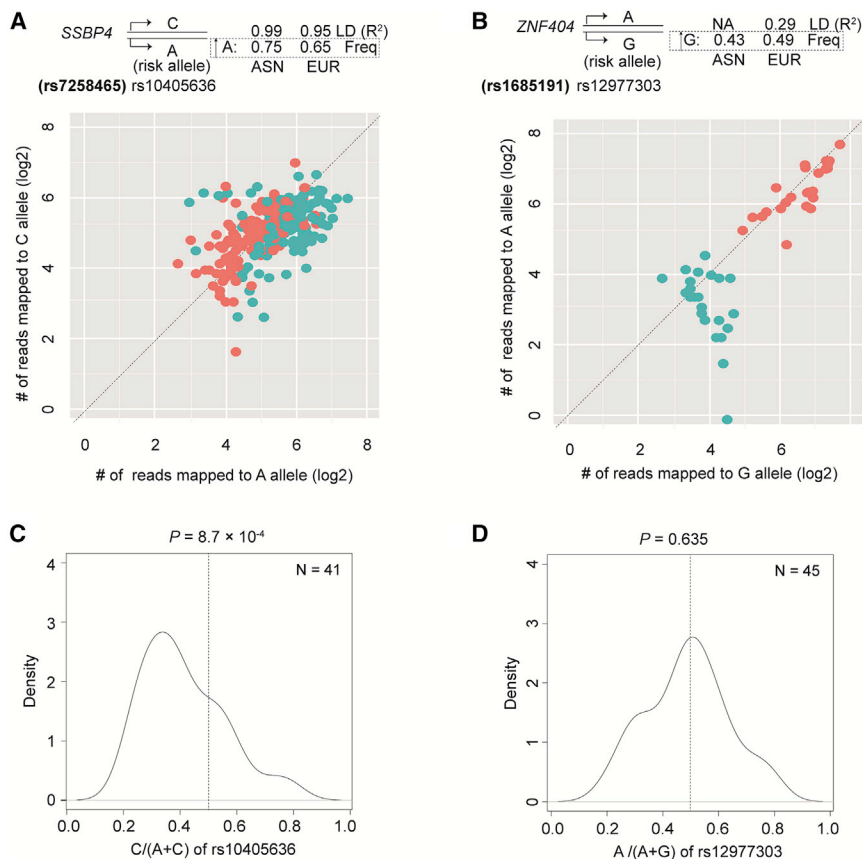 A
SSBP4 C 0.99 0.95 LD (R²)
A A: 0.75 0.65 Freq
(risk allele) ASN EUR
(rs7258465) rs10405636
# of reads mapped to C allele (log2)
8
6
4
2
0
0 2 4 6 8
# of reads mapped to A allele (log2)
B
ZNF404 A NA 0.29 LD (R²)
G G: 0.43 0.49 Freq
(risk allele) ASN EUR
(rs1685191) rs12977303
# of reads mapped to A allele (log2)
8
6
4
2
0
0 2 4 6 8
# of reads mapped to G allele (log2)
C
P = 8.7 × 10⁻⁴
N = 41
Density
4
3
2
1
0
0.0 0.2 0.4 0.6 0.8 1.0
C/(A+C) of rs10405636
D
P = 0.635
N = 45
Density
4
3
2
1
0
0.0 0.2 0.4 0.6 0.8 1.0
A /(A+G) of rs12977303